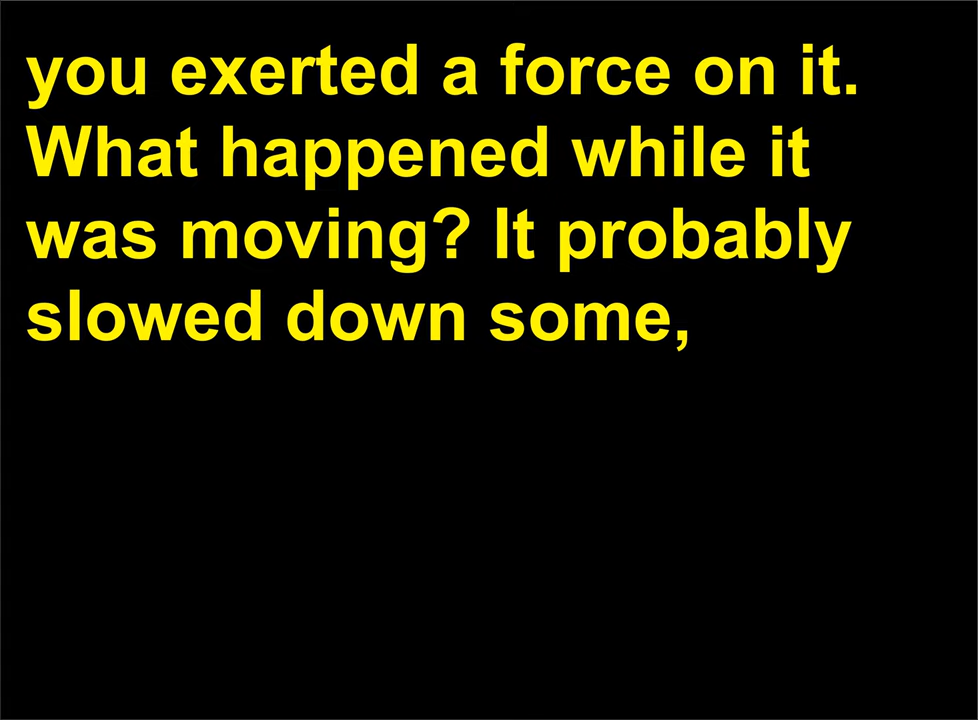 you exerted a force on it.
What happened while it
was moving? It probably
slowed down some,